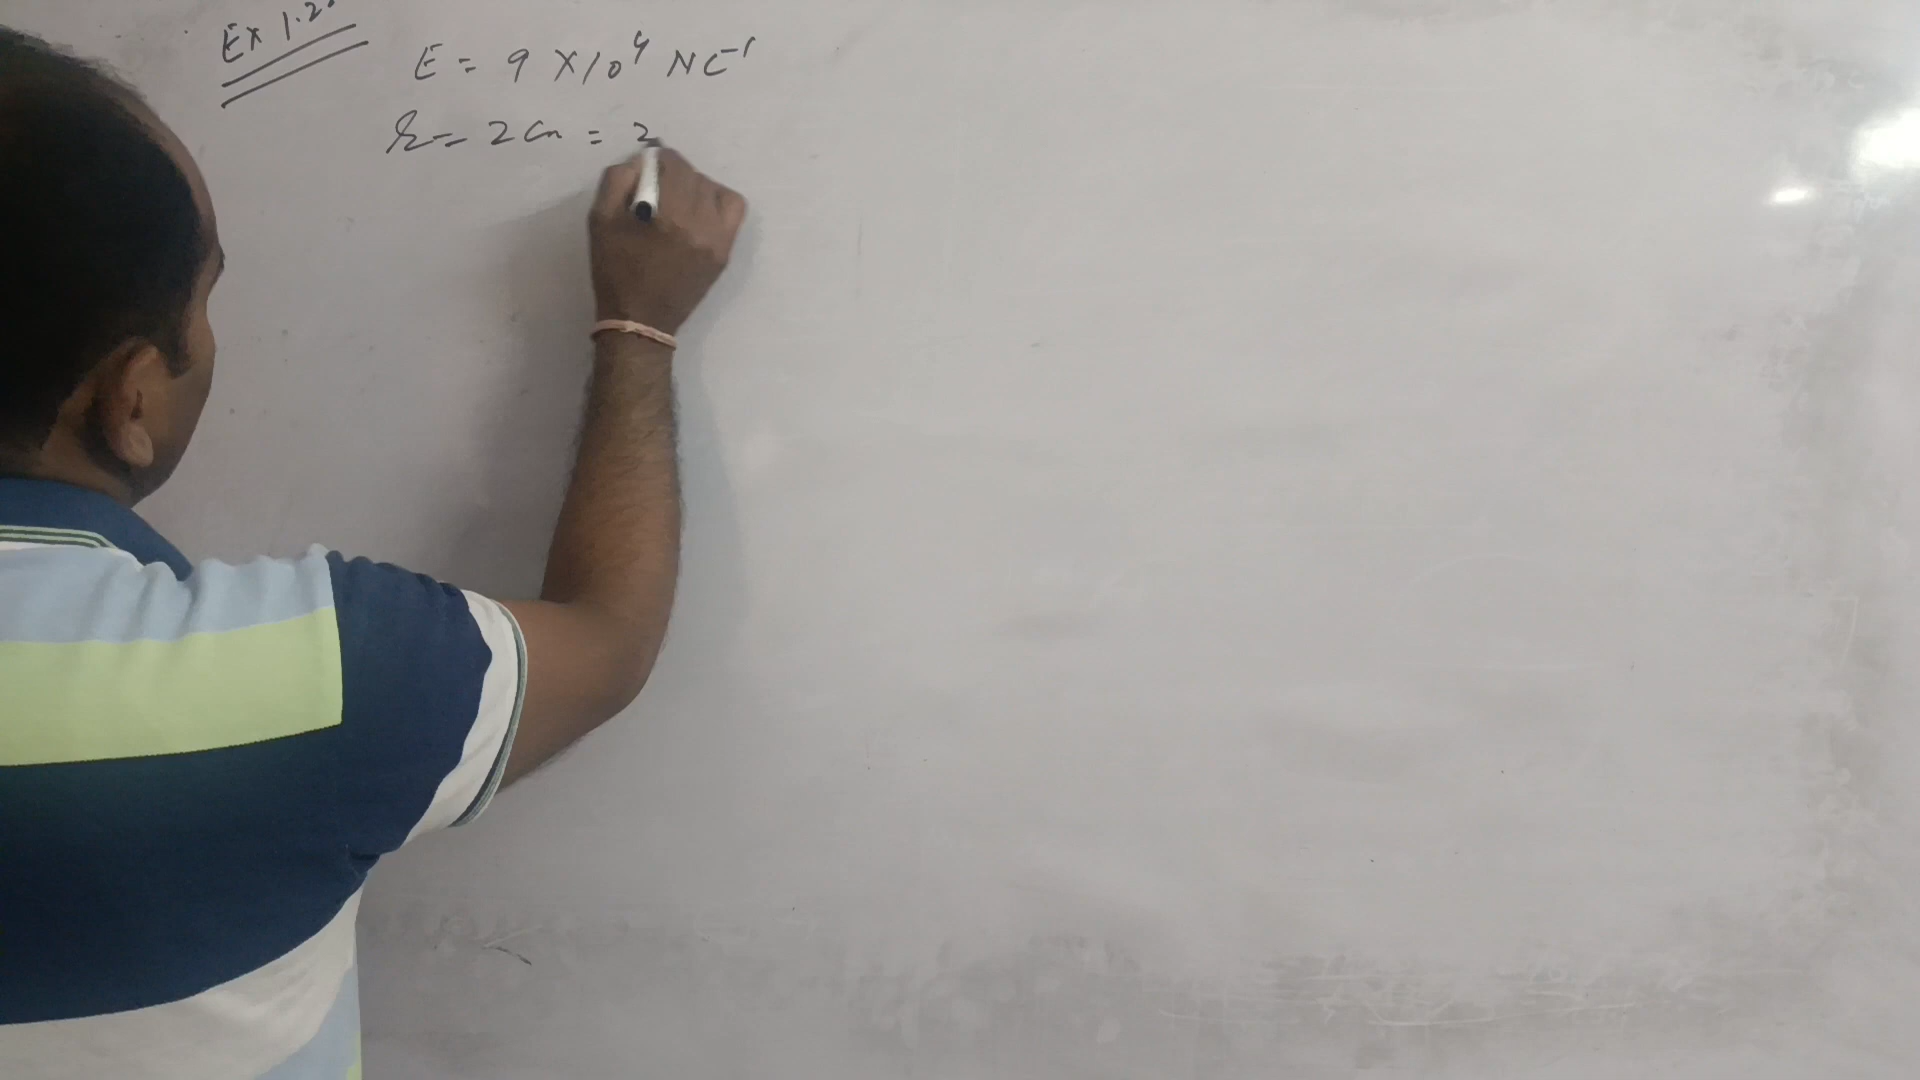 Ex 1.2
E = 9 × 10⁴ NC⁻¹
r = 2 cm = 2